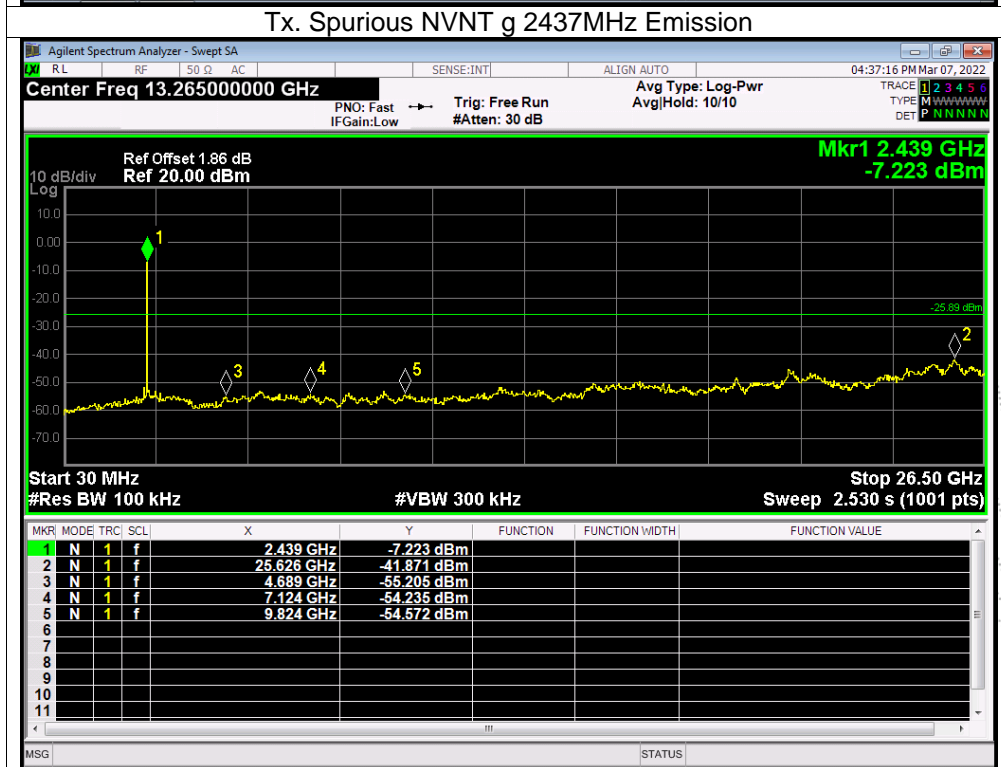 Tx. Spurious NVNT g 2437MHz Emission
Agilent Spectrum Analyzer - Swept SA
LXI RL RF 50 Ω AC SENSE:INT ALIGN AUTO 04:37:16 PM Mar 07, 2022
Center Freq 13.265000000 GHz Avg Type: Log-Pwr TRACE 1 2 3 4 5 6
PNO: Fast Trig: Free Run Avg|Hold: 10/10 TYPE M WWWWW
IFGain:Low #Atten: 30 dB DET P N N N N N
Mkr1 2.439 GHz
Ref Offset 1.86 dB
10 dB/div Ref 20.00 dBm -7.223 dBm
Log
10.0
1
0.00
-10.0
-20.0
-25.89 dBm
-30.0
2
-40.0
3 4 5
-50.0
-60.0
-70.0
Start 30 MHz Stop 26.50 GHz
#Res BW 100 kHz #VBW 300 kHz Sweep 2.530 s (1001 pts)
MKR MODE TRC SCL X Y FUNCTION FUNCTION WIDTH FUNCTION VALUE
1 N 1 f 2.439 GHz -7.223 dBm
2 N 1 f 25.626 GHz -41.871 dBm
3 N 1 f 4.689 GHz -55.205 dBm
4 N 1 f 7.124 GHz -54.235 dBm
5 N 1 f 9.824 GHz -54.572 dBm
6
7
8
9
10
11
MSG STATUS